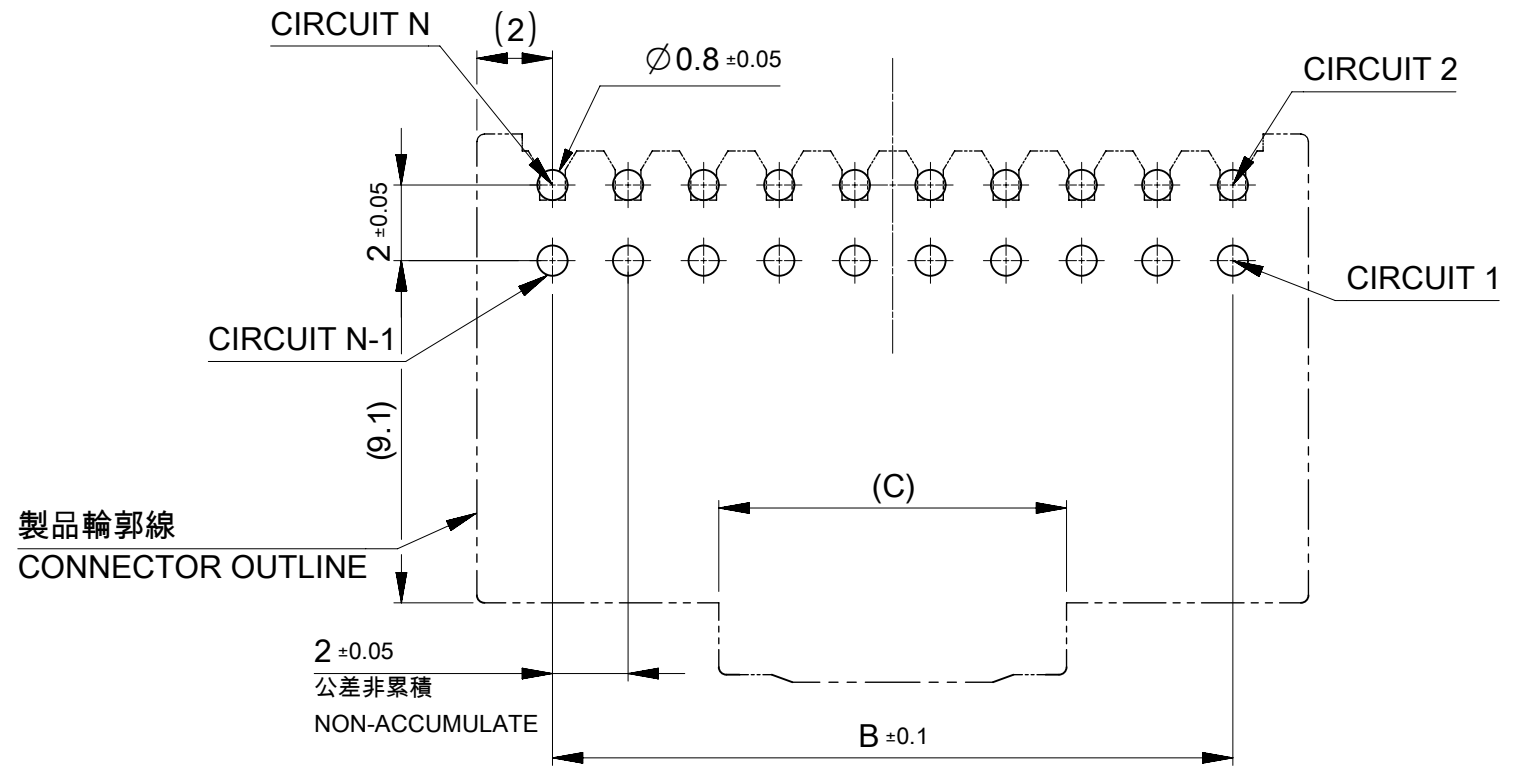 CIRCUIT N
(2)
∅0.8 ±0.05
CIRCUIT 2
2 ±0.05
CIRCUIT 1
CIRCUIT N-1
(9.1)
(C)
製品輪郭線
CONNECTOR OUTLINE
2 ±0.05
公差非累積
NON-ACCUMULATE
B ±0.1